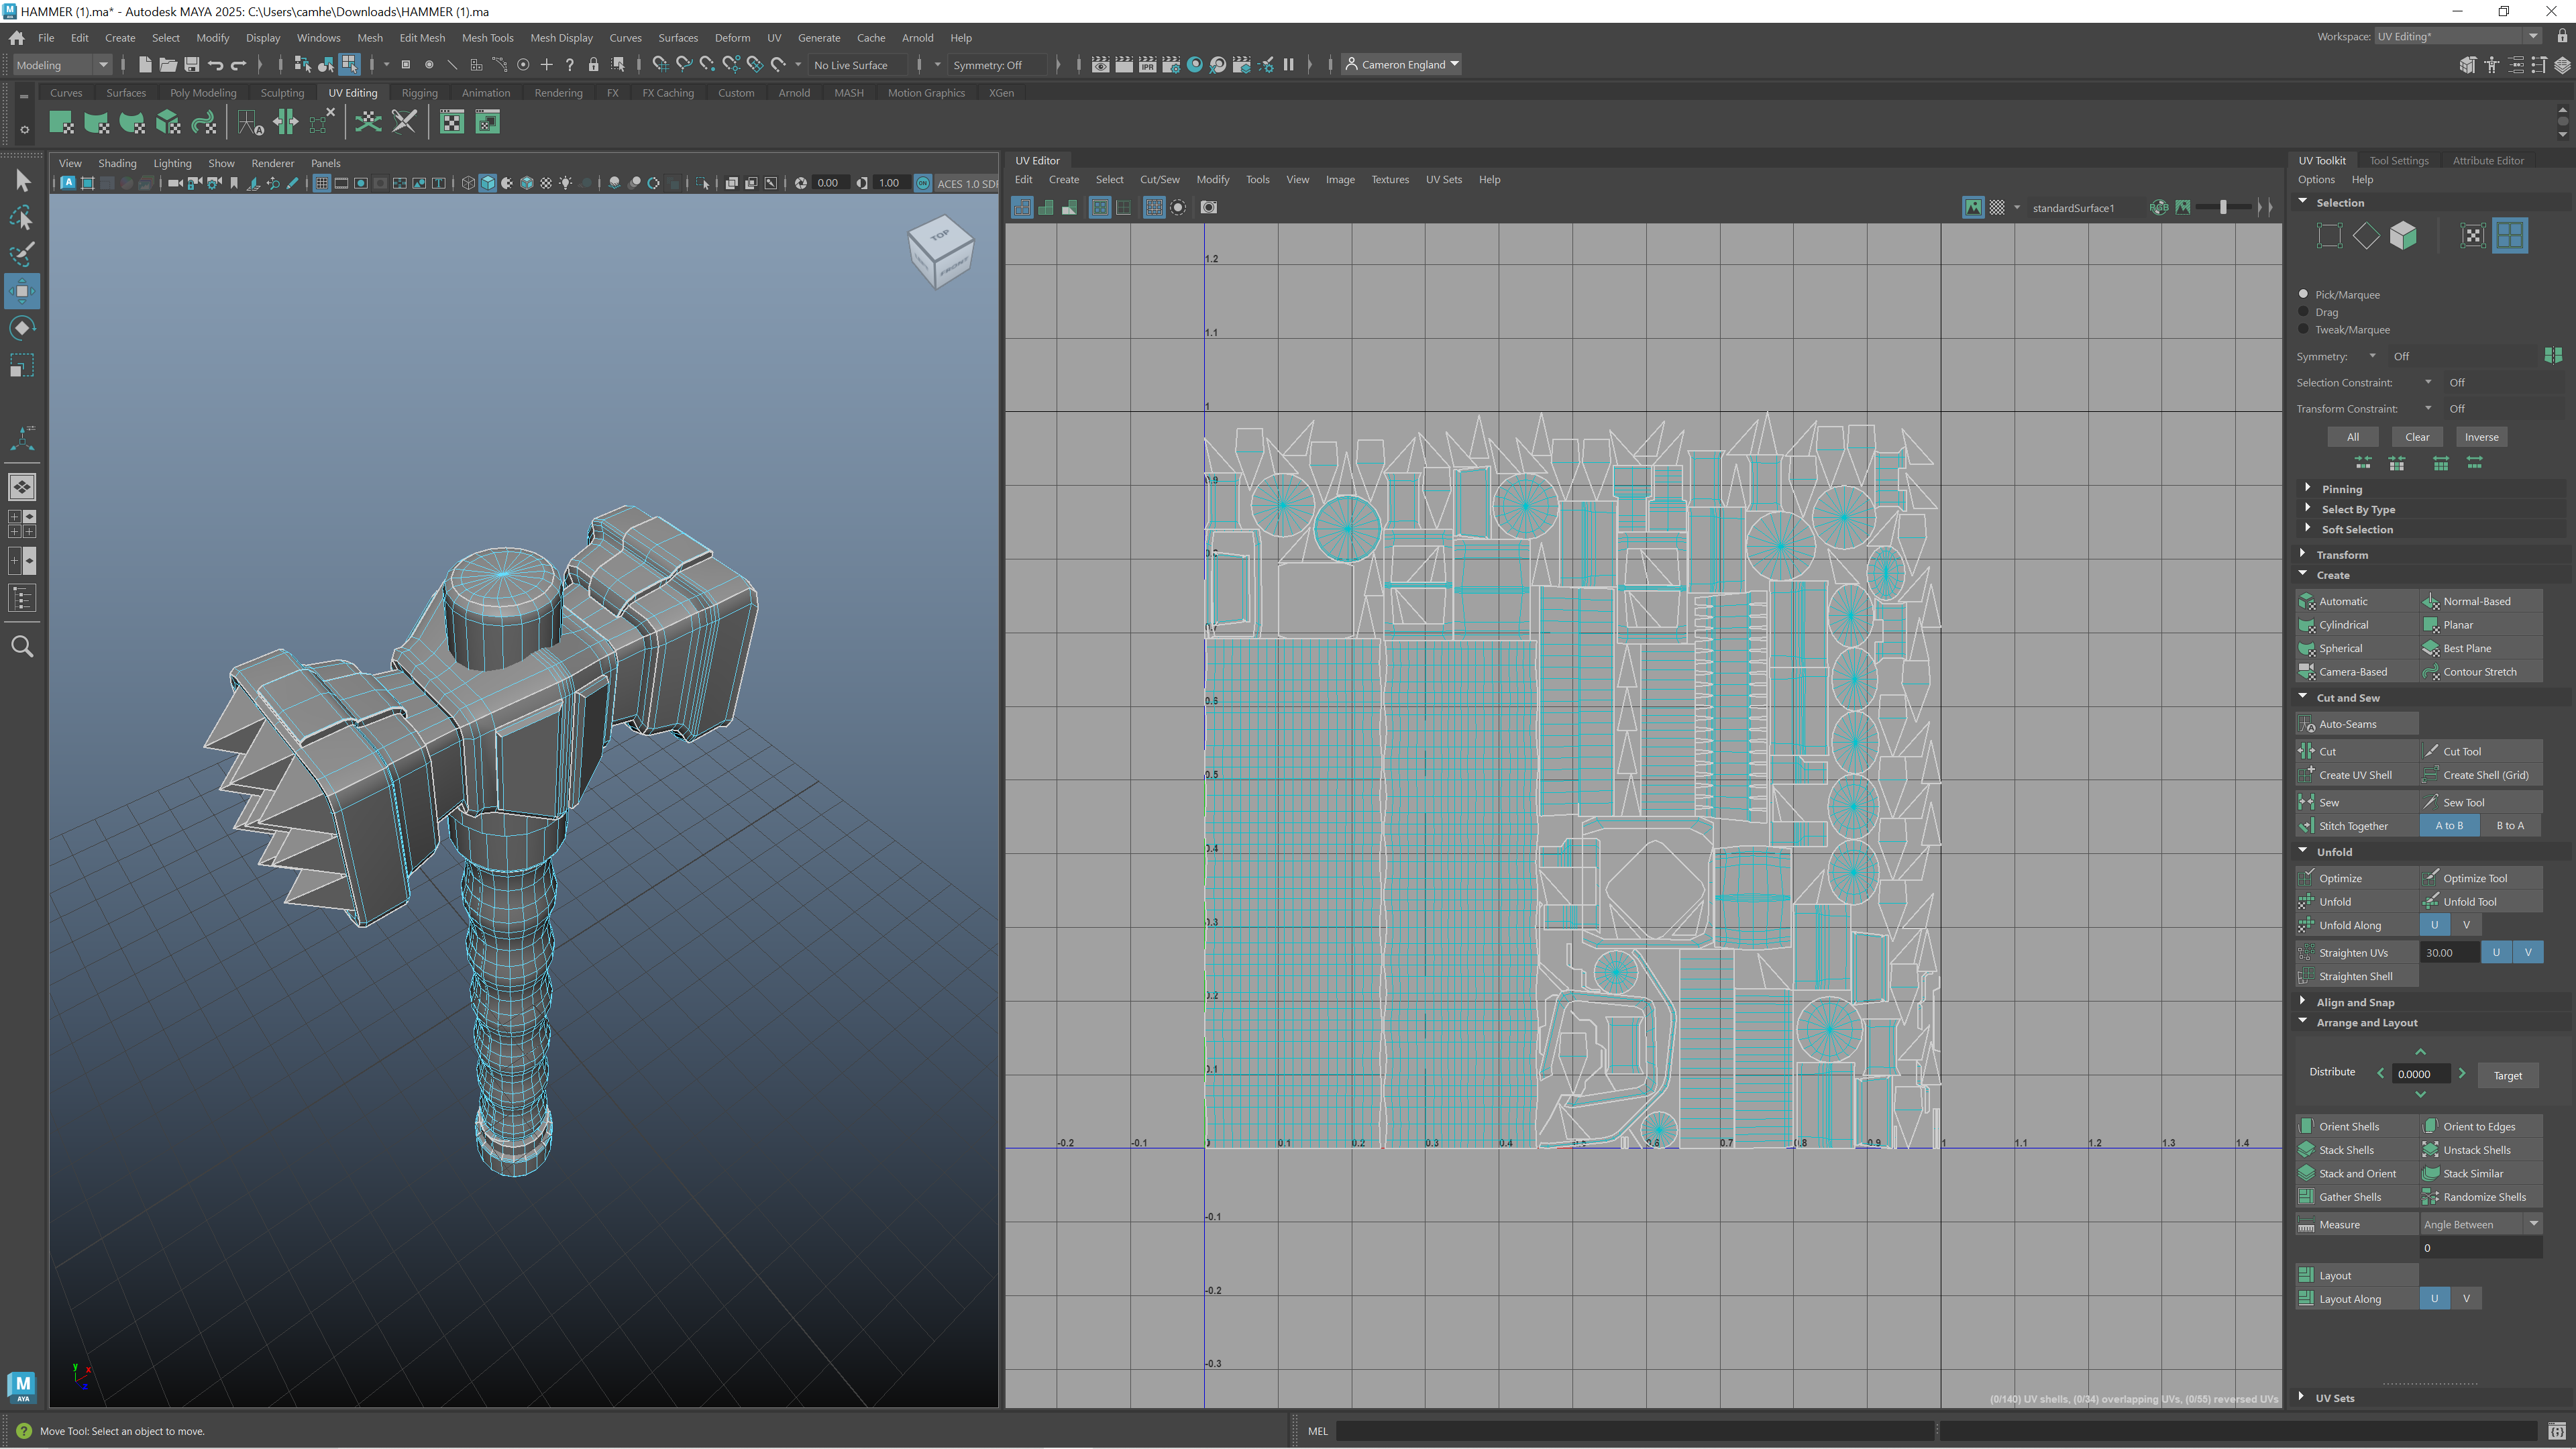 HAMMER (1).ma* - Autodesk MAYA 2025: C:\Users\camhe\Downloads\HAMMER (1).ma
File Edit Create Select Modify Display Windows Mesh Edit Mesh Mesh Tools Mesh Display Curves Surfaces Deform UV Generate Cache Arnold Help
Workspace: UV Editing*
Modeling No Live Surface Symmetry: Off IPR Cameron England
Curves Surfaces Poly Modeling Sculpting UV Editing Rigging Animation Rendering FX FX Caching Custom Arnold MASH Motion Graphics XGen
View Shading Lighting Show Renderer Panels
0.00 1.00 ACES 1.0 SDR
TOP
FRONT
UV Editor
Edit Create Select Cut/Sew Modify Tools View Image Textures UV Sets Help
standardSurface1
1.2
1.1
1
0.9
0.6
0.5
0.4
0.3
0.2
0.1
-0.2 -0.1 0 0.1 0.2 0.3 0.4 0.5 0.6 0.7 0.8 0.9 1 1.1 1.2 1.3 1.4
-0.1
-0.2
-0.3
(0/140) UV shells, (0/34) overlapping UVs, (0/55) reversed UVs
UV Toolkit Tool Settings Attribute Editor
Options Help
Selection
Pick/Marquee
Drag
Tweak/Marquee
Symmetry: Off
Selection Constraint: Off
Transform Constraint: Off
All Clear Inverse
Pinning
Select By Type
Soft Selection
Transform
Create
Automatic Normal-Based
Cylindrical Planar
Spherical Best Plane
Camera-Based Contour Stretch
Cut and Sew
Auto-Seams
Cut Cut Tool
Create UV Shell Create Shell (Grid)
Sew Sew Tool
Stitch Together A to B B to A
Unfold
Optimize Optimize Tool
Unfold Unfold Tool
Unfold Along U V
Straighten UVs 30.00 U V
Straighten Shell
Align and Snap
Arrange and Layout
Distribute 0.0000 Target
Orient Shells Orient to Edges
Stack Shells Unstack Shells
Stack and Orient Stack Similar
Gather Shells Randomize Shells
Measure Angle Between
0
Layout
Layout Along U V
UV Sets
y x z
M
AYA
Move Tool: Select an object to move.
MEL